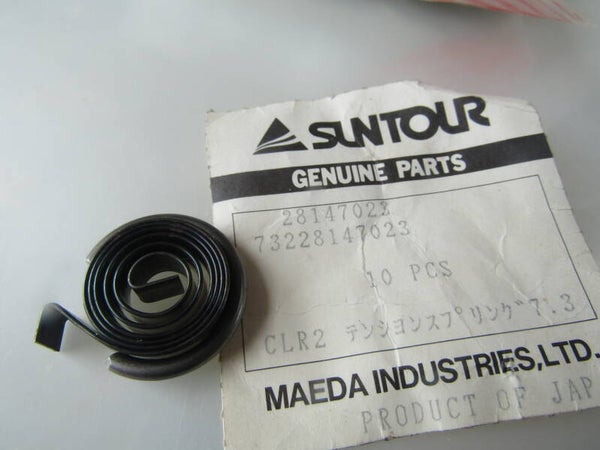 SUNTOUR
GENUINE PARTS
28147023
73228147023
10 PCS
CLR2 テンションスプリング 7.3
MAEDA INDUSTRIES,LTD.
PRODUCT OF JAP